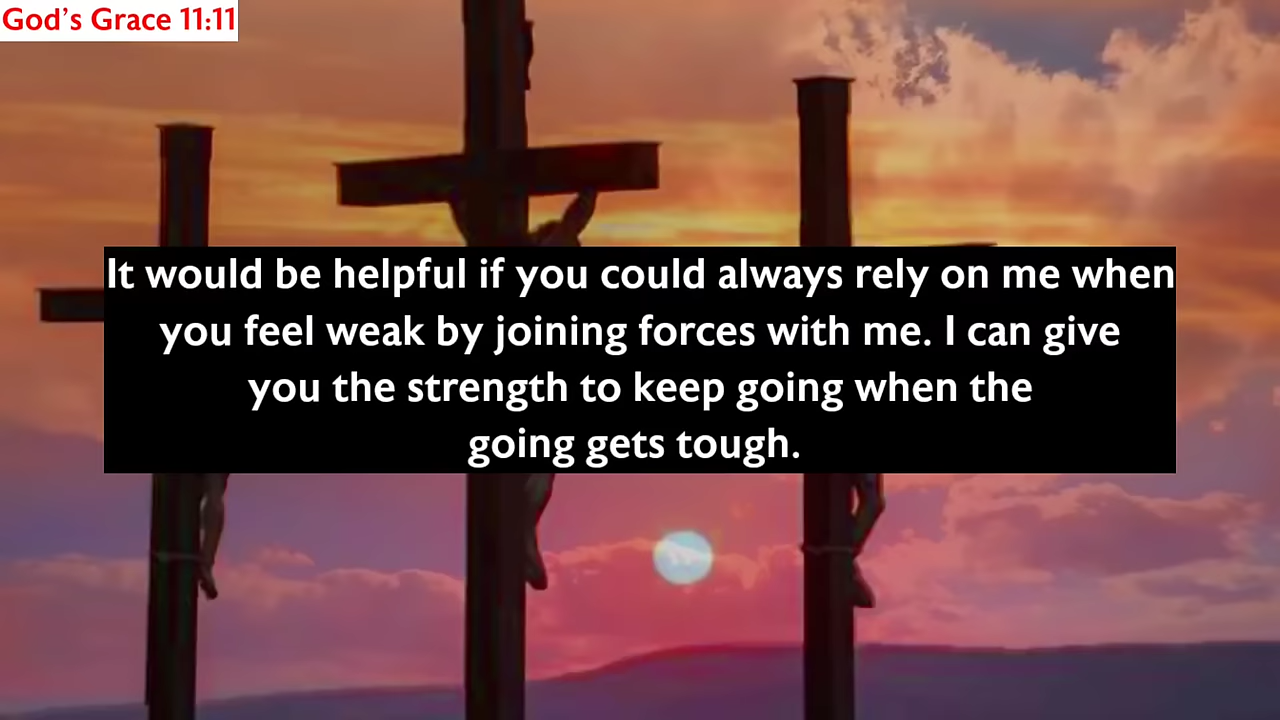 God’s Grace 11:11
It would be helpful if you could always rely on me when
you feel weak by joining forces with me. I can give
you the strength to keep going when the
going gets tough.